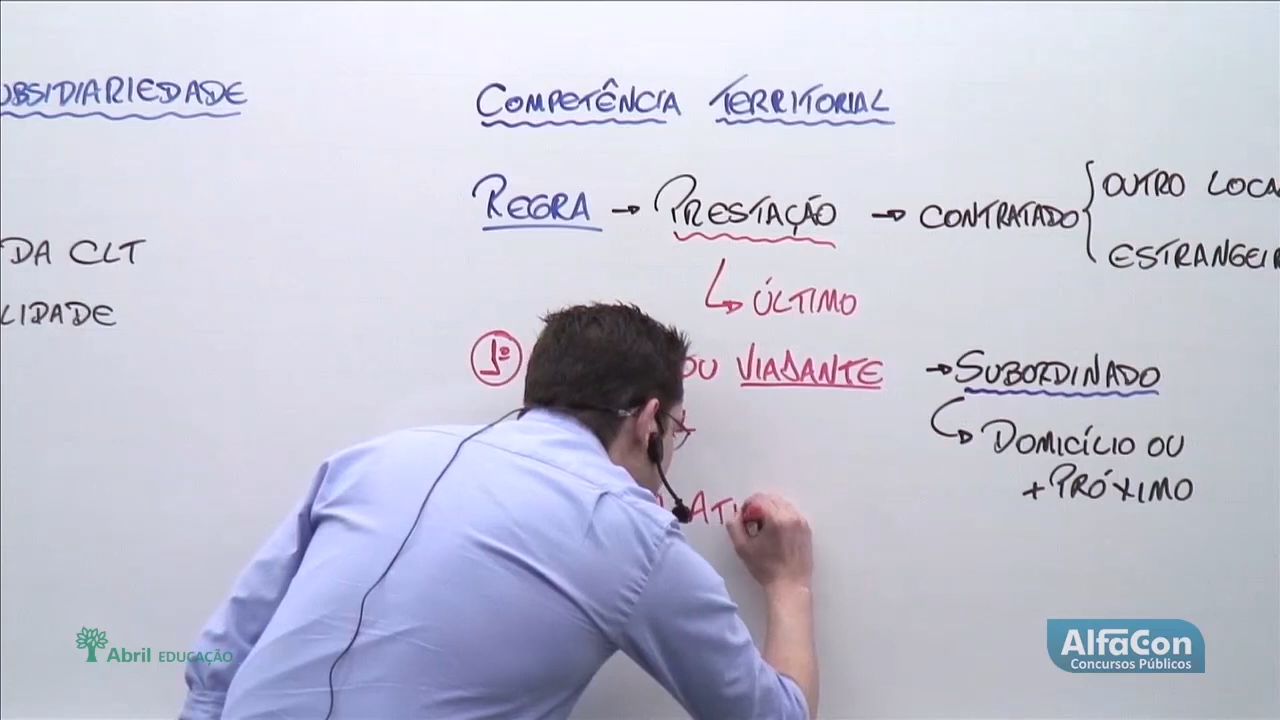 UBSIDIARIEDADE
DA CLT
LIDADE
COMPETÊNCIA TERRITORIAL
REGRA → PRESTAÇÃO → CONTRATADO { OUTRO LOCA
ESTRANGEIR
ÚLTIMO
1º OU VIAJANTE → SUBORDINADO
DOMICÍLIO OU
+ PRÓXIMO
Abril EDUCAÇÃO
AlfaCon
Concursos Públicos